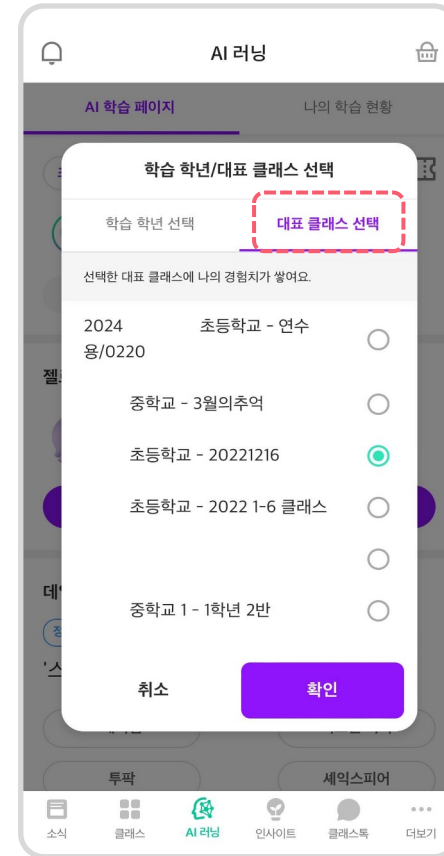 AI 러닝
AI 학습 페이지 나의 학습 현황
학습 학년/대표 클래스 선택
학습 학년 선택 대표 클래스 선택
선택한 대표 클래스에 나의 경험치가 쌓여요.
2024 초등학교 - 연수
용/0220
중학교 - 3월의추억
초등학교 - 20221216
초등학교 - 2022 1-6 클래스
중학교 1 - 1학년 2반
취소 확인
투팍 셰익스피어
소식 클래스 AI 러닝 인사이트 클래스톡 더보기